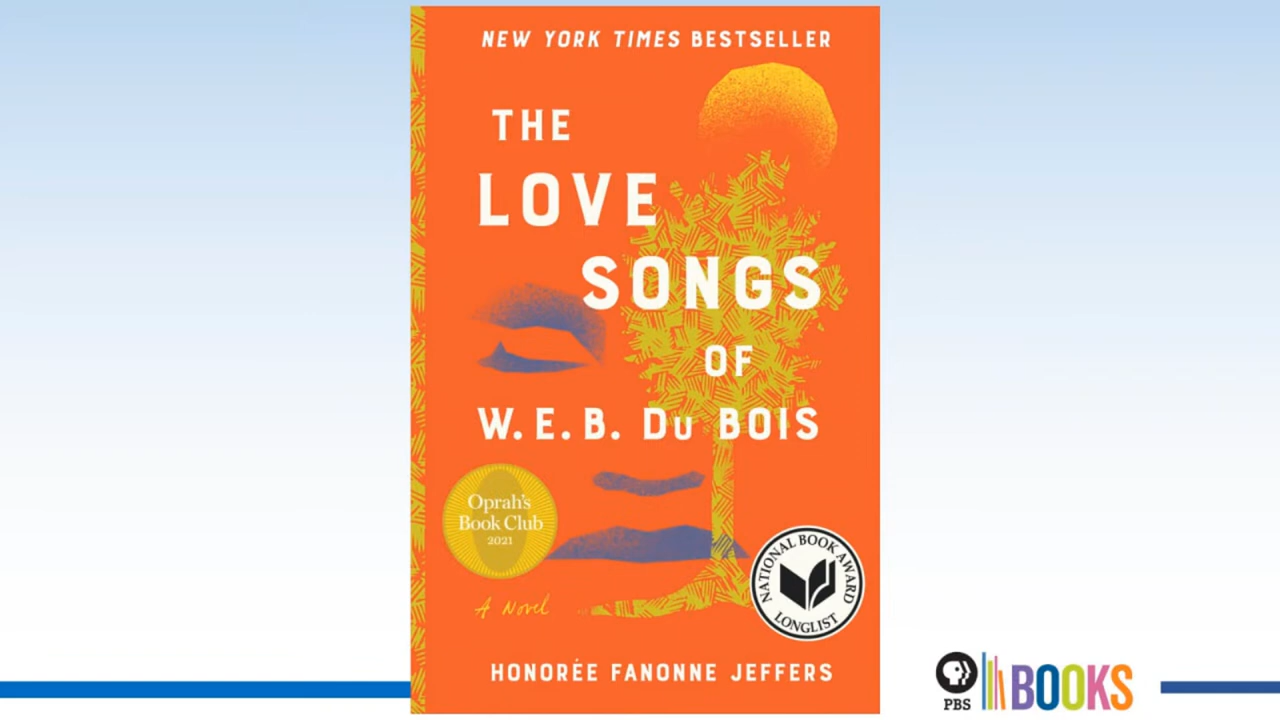 NEW YORK TIMES BESTSELLER
THE
LOVE
SONGS
OF
W. E. B. Du BOIS
Oprah's
Book Club
2021
A Novel
NATIONAL BOOK AWARD
LONGLIST
HONORÉE FANONNE JEFFERS
PBS
BOOKS